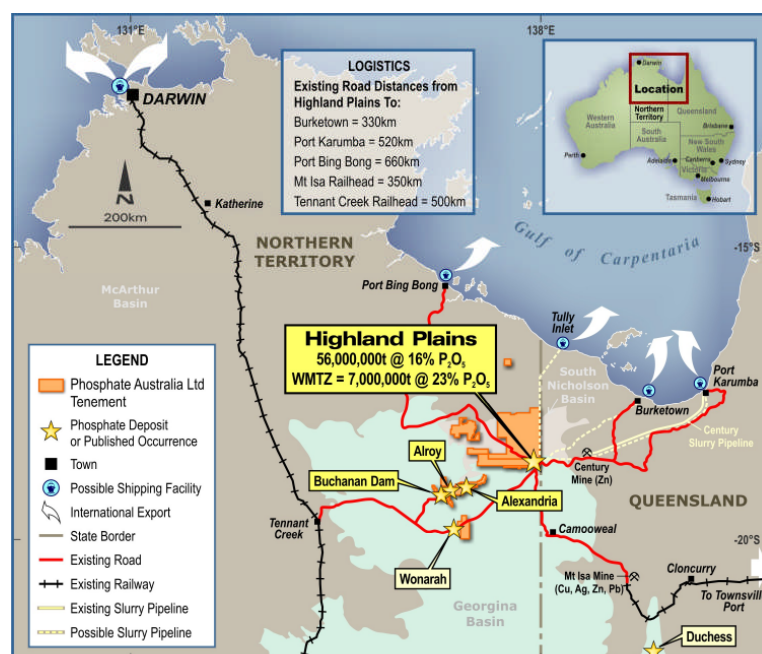 131°E
138°E
DARWIN
LOGISTICS
Existing Road Distances from
Highland Plains To:
Burketown = 330km
Port Karumba = 520km
Port Bing Bong = 660km
Mt Isa Railhead = 350km
Tennant Creek Railhead = 500km
Darwin
Location
Western
Australia
Northern
Territory
Queensland
South
Australia
Brisbane
New South
Wales
Perth
Adelaide
Canberra
Sydney
Victoria
Melbourne
Tasmania
Hobart
N
200km
Katherine
NORTHERN
TERRITORY
Gulf of Carpentaria
-15°S
McArthur
Basin
Port Bing Bong
Tully
Inlet
Highland Plains
56,000,000t @ 16% P₂O₅
WMTZ = 7,000,000t @ 23% P₂O₅
South
Nicholson
Basin
Port
Karumba
Burketown
Century
Slurry Pipeline
LEGEND
Phosphate Australia Ltd
Tenement
Phosphate Deposit
or Published Occurrence
Town
Possible Shipping Facility
International Export
State Border
Existing Road
Existing Railway
Existing Slurry Pipeline
Possible Slurry Pipeline
Alroy
Buchanan Dam
Alexandria
Century
Mine (Zn)
QUEENSLAND
Tennant
Creek
Wonarah
Camooweal
-20°S
Mt Isa Mine
(Cu, Ag, Zn, Pb)
Cloncurry
To Townsville
Port
Georgina
Basin
Duchess